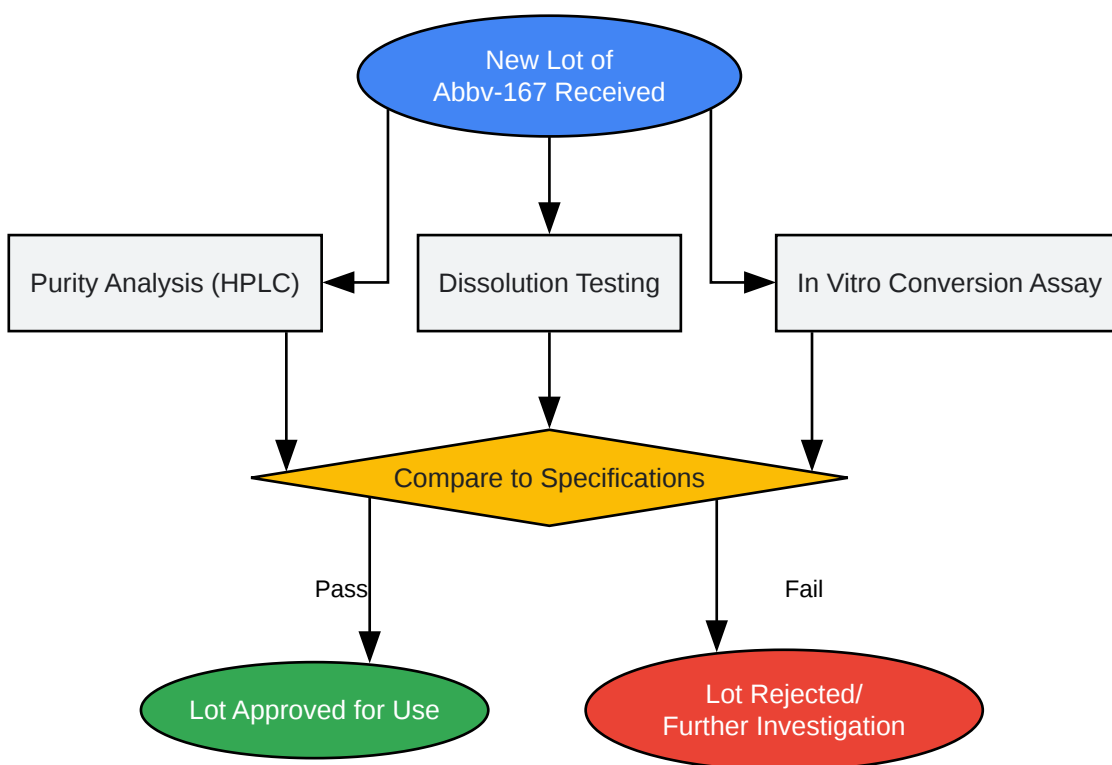 New Lot of
Abbv-167 Received
Purity Analysis (HPLC)
Dissolution Testing
In Vitro Conversion Assay
Compare to Specifications
Pass
Fail
Lot Approved for Use
Lot Rejected/
Further Investigation